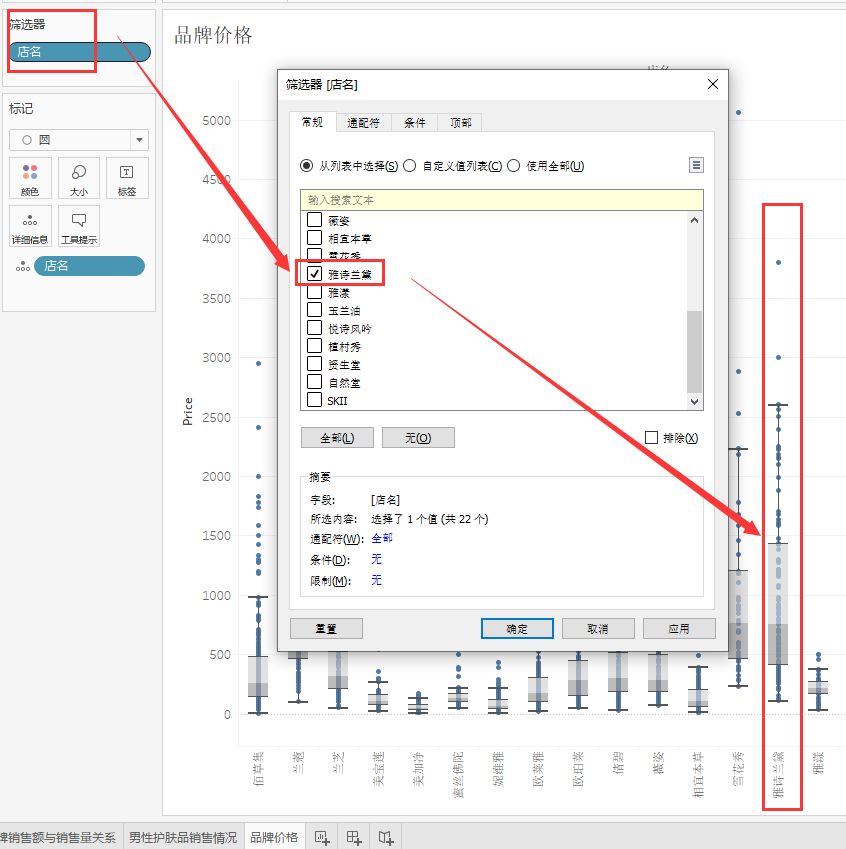 筛选器
店名
标记
圆
颜色
大小
标签
详细信息
工具提示
店名
品牌价格
店名
筛选器 [店名]
常规
通配符
条件
顶部
从列表中选择(S)
自定义值列表(C)
使用全部(U)
输入搜索文本
薇姿
相宜本草
雪花秀
雅诗兰黛
雅漾
玉兰油
悦诗风吟
植村秀
资生堂
自然堂
SKII
全部(L)
无(O)
排除(X)
摘要
字段: [店名]
所选内容: 选择了 1 个值 (共 22 个)
通配符(W): 全部
条件(D): 无
限制(M): 无
重置
确定
取消
应用
Price
5000
4500
4000
3500
3000
2500
2000
1500
1000
500
0
佰草集
兰蔻
兰芝
美宝莲
美加净
蜜丝佛陀
妮维雅
欧莱雅
欧珀莱
倩碧
薇姿
相宜本草
雪花秀
雅诗兰黛
雅漾
牌销售额与销售量关系
男性护肤品销售情况
品牌价格